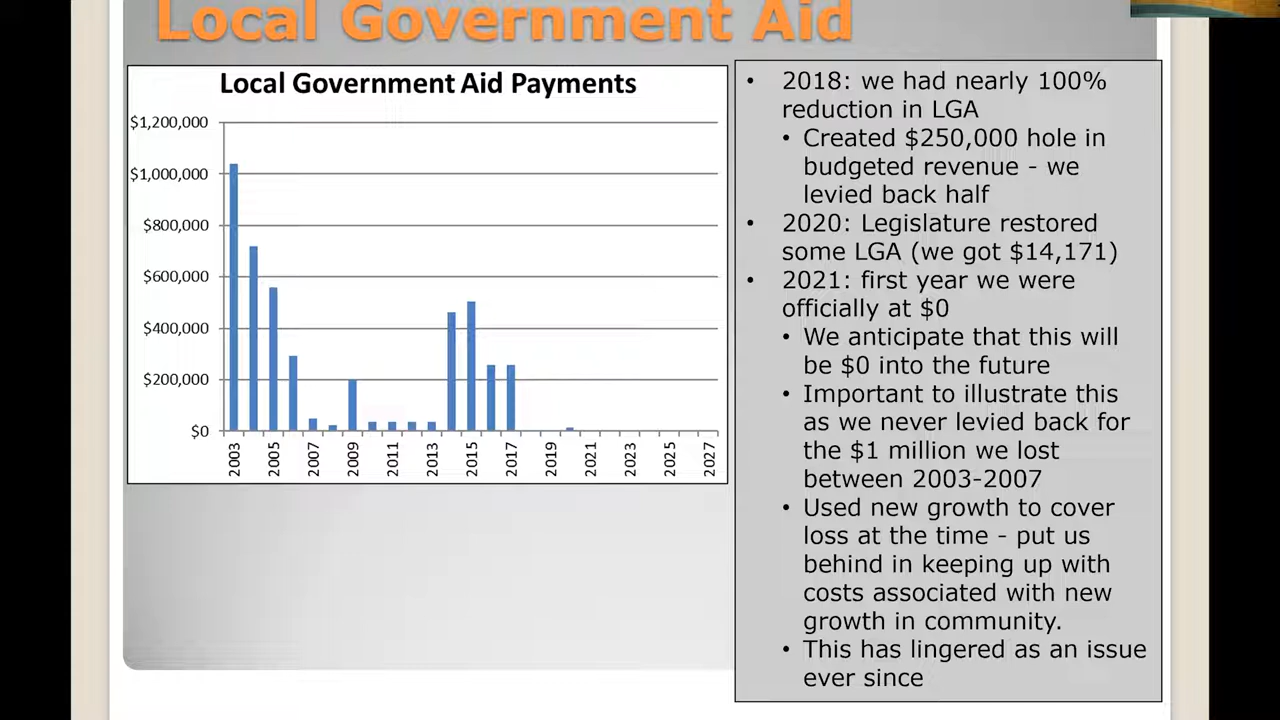 Local Government Aid
Local Government Aid Payments
$1,200,000
$1,000,000
$800,000
$600,000
$400,000
$200,000
$0
2003
2005
2007
2009
2011
2013
2015
2017
2019
2021
2023
2025
2027
• 2018: we had nearly 100%
reduction in LGA
• Created $250,000 hole in
budgeted revenue - we
levied back half
• 2020: Legislature restored
some LGA (we got $14,171)
• 2021: first year we were
officially at $0
• We anticipate that this will
be $0 into the future
• Important to illustrate this
as we never levied back for
the $1 million we lost
between 2003-2007
• Used new growth to cover
loss at the time - put us
behind in keeping up with
costs associated with new
growth in community.
• This has lingered as an issue
ever since